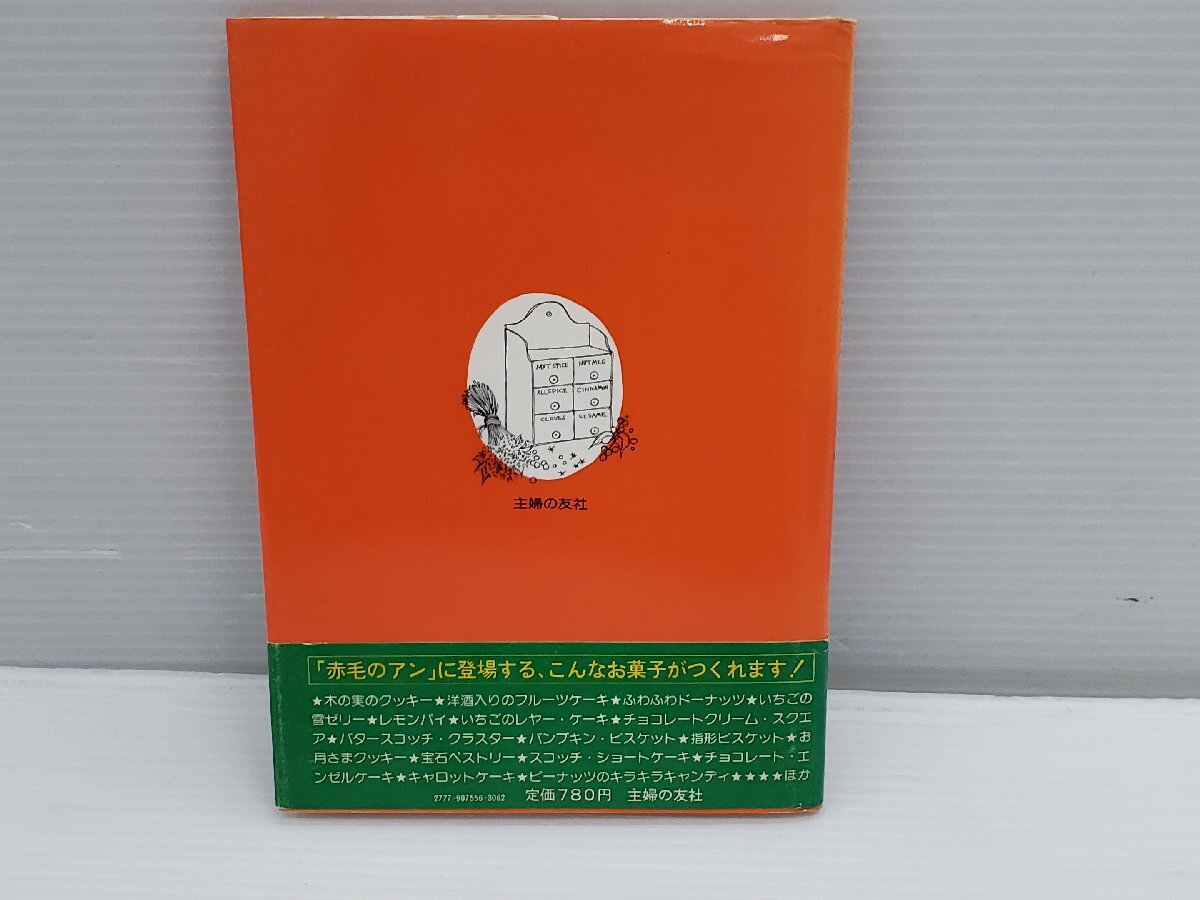 MIXT SPICE NUTMEG
ALLSPICE CINNAMON
CLOVES SESAME
主婦の友社
「赤毛のアン」に登場する、こんなお菓子がつくれます!
★木の実のクッキー★洋酒入りのフルーツケーキ★ふわふわドーナッツ★いちごの
雪ゼリー★レモンパイ★いちごのレヤー・ケーキ★チョコレートクリーム・スクエ
ア★バタースコッチ・クラスター★パンプキン・ビスケット★指形ビスケット★お
月さまクッキー★宝石ペストリー★スコッチ・ショートケーキ★チョコレート・エ
ンゼルケーキ★キャロットケーキ★ピーナッツのキラキラキャンディ★★★★ほか
2777-907556-3062 定価780円 主婦の友社